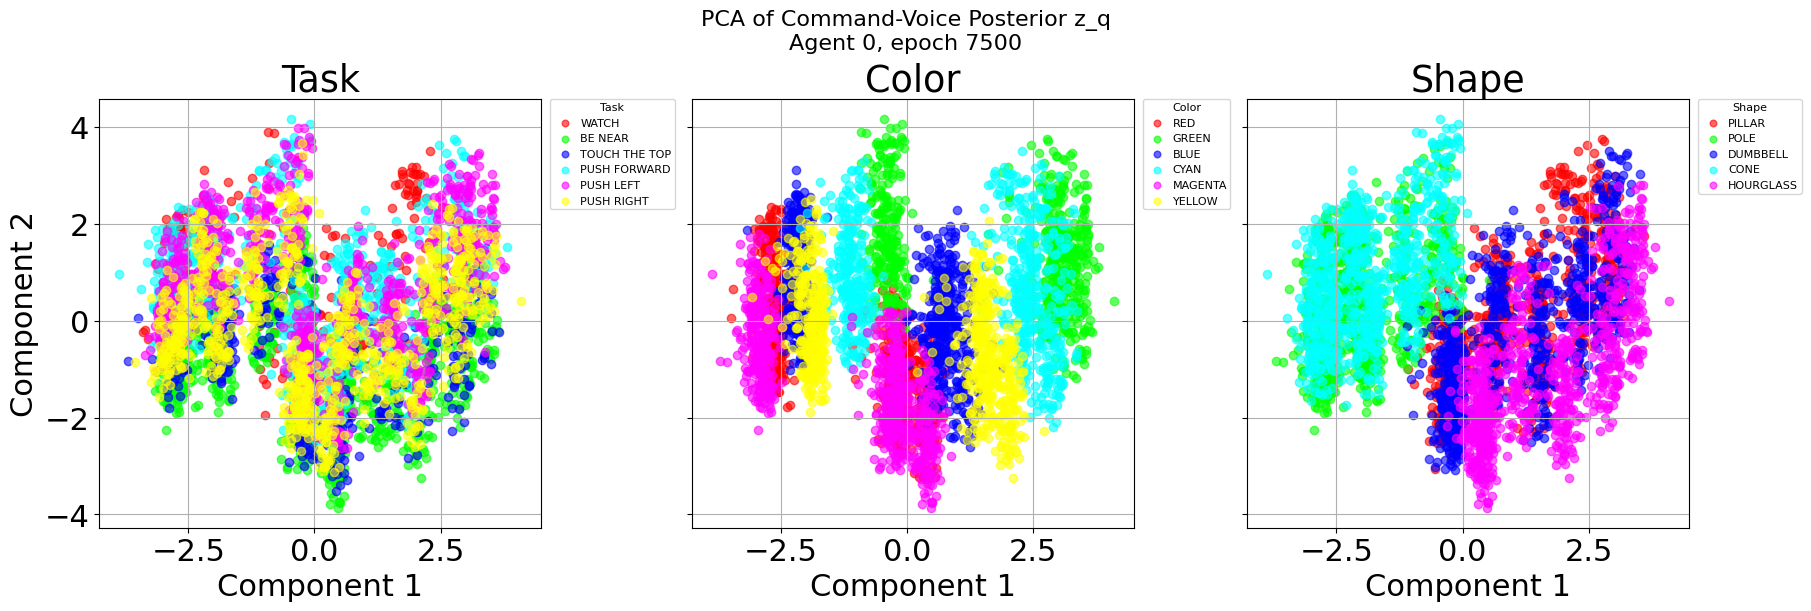 PCA of Command-Voice Posterior z_q
Agent 0, epoch 7500
Task
Color
Shape
Task
WATCH
BE NEAR
TOUCH THE TOP
PUSH FORWARD
PUSH LEFT
PUSH RIGHT
Color
RED
GREEN
BLUE
CYAN
MAGENTA
YELLOW
Shape
PILLAR
POLE
DUMBBELL
CONE
HOURGLASS
Component 2
4
2
0
−2
−4
−2.5 0.0 2.5
−2.5 0.0 2.5
−2.5 0.0 2.5
Component 1
Component 1
Component 1